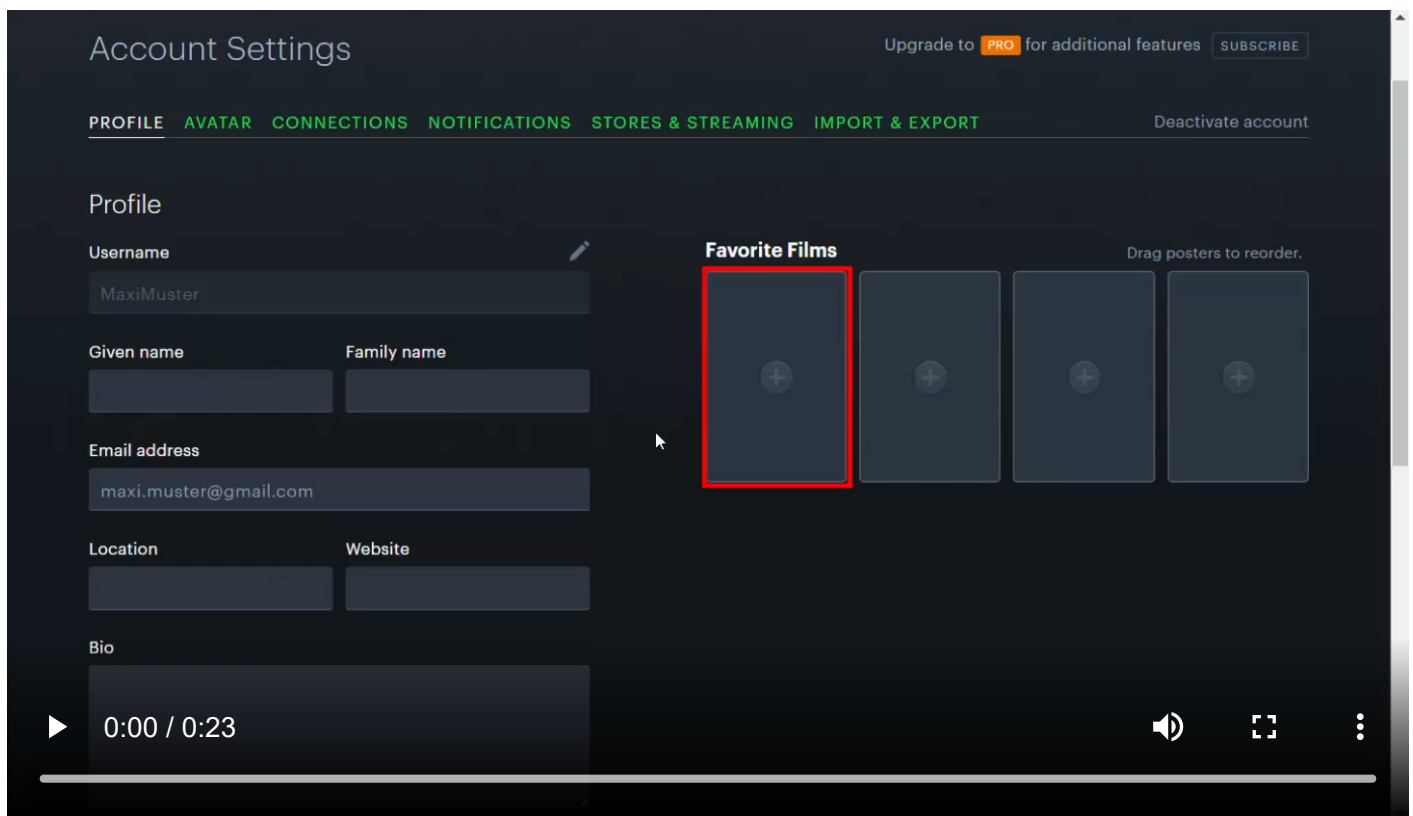 Account Settings
Upgrade to PRO for additional features SUBSCRIBE
PROFILE AVATAR CONNECTIONS NOTIFICATIONS STORES & STREAMING IMPORT & EXPORT Deactivate account
Profile
Username
MaxiMuster
Given name Family name
Email address
maxi.muster@gmail.com
Location Website
Bio
Favorite Films Drag posters to reorder.
0:00 / 0:23